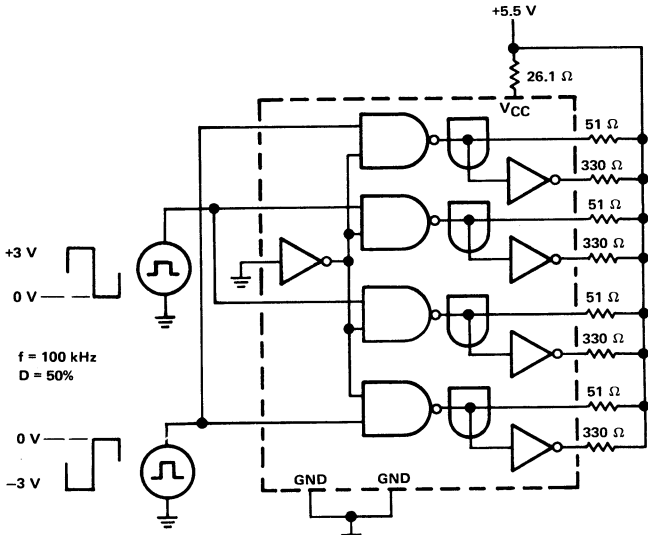 +5.5 V
26.1 Ω
VCC
51 Ω
330 Ω
51 Ω
330 Ω
+3 V
0 V
51 Ω
f = 100 kHz
D = 50%
330 Ω
51 Ω
0 V
330 Ω
−3 V
GND GND